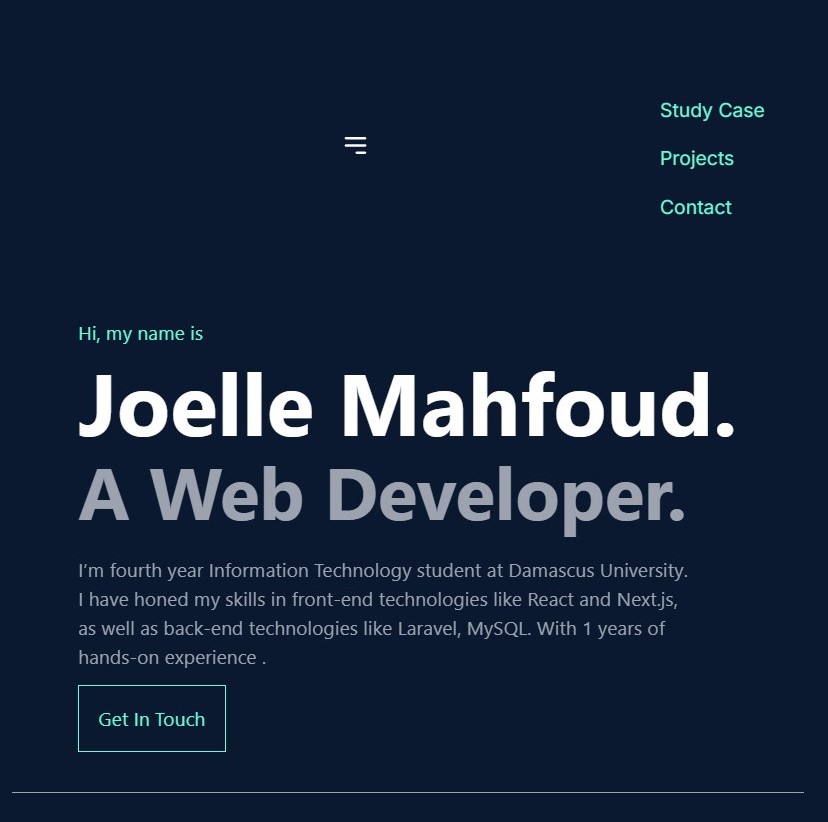 Study Case
Projects
Contact
Hi, my name is
Joelle Mahfoud.
A Web Developer.
I’m fourth year Information Technology student at Damascus University.
I have honed my skills in front-end technologies like React and Next.js,
as well as back-end technologies like Laravel, MySQL. With 1 years of
hands-on experience .
Get In Touch